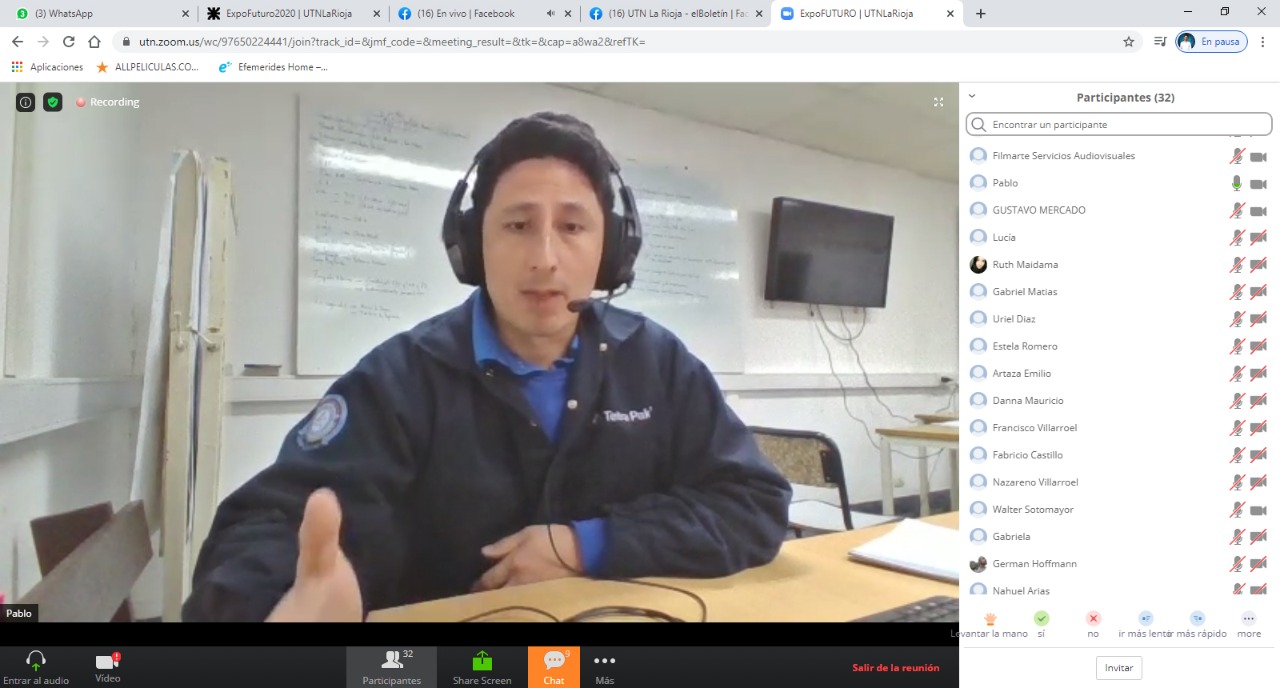 (3) WhatsApp
ExpoFuturo2020 | UTNLaRioja
(16) En vivo | Facebook
(16) UTN La Rioja - elBoletín | Fac
ExpoFUTURO | UTNLaRioja
utn.zoom.us/wc/97650224441/join?track_id=&jmf_code=&meeting_result=&tk=&cap=a8wa2&refTK=
En pausa
Aplicaciones
ALLPELICULAS.CO...
Efemerides Home –...
Recording
Tetra Pak
Pablo
Participantes (32)
Encontrar un participante
Filmarte Servicios Audiovisuales
Pablo
GUSTAVO MERCADO
Lucía
Ruth Maidama
Gabriel Matias
Uriel Diaz
Estela Romero
Artaza Emilio
Danna Mauricio
Francisco Villarroel
Fabricio Castillo
Nazareno Villarroel
Walter Sotomayor
Gabriela
German Hoffmann
Nahuel Arias
Levantar la mano
sí
no
ir más lento
ir más rápido
more
Invitar
Entrar al audio
Vídeo
32
Participantes
Share Screen
9
Chat
Más
Salir de la reunión